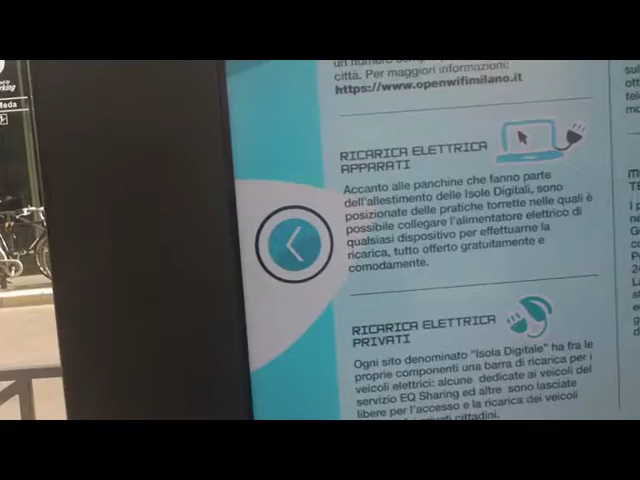 città. Per maggiori informazioni:
https://www.openwifimilano.it
RICARICA ELETTRICA
APPARATI
Accanto alle panchine che fanno parte
dell'allestimento delle Isole Digitali, sono
posizionate delle pratiche torrette nelle quali è
possibile collegare l'alimentatore elettrico di
qualsiasi dispositivo per effettuarne la
ricarica, tutto offerto gratuitamente e
comodamente.
RICARICA ELETTRICA
PRIVATI
Ogni sito denominato "Isola Digitale" ha fra le
proprie componenti una barra di ricarica per i
veicoli elettrici: alcune dedicate ai veicoli del
servizio EQ Sharing ed altre sono lasciate
libere per l'accesso e la ricarica dei veicoli
privati cittadini.
Meda